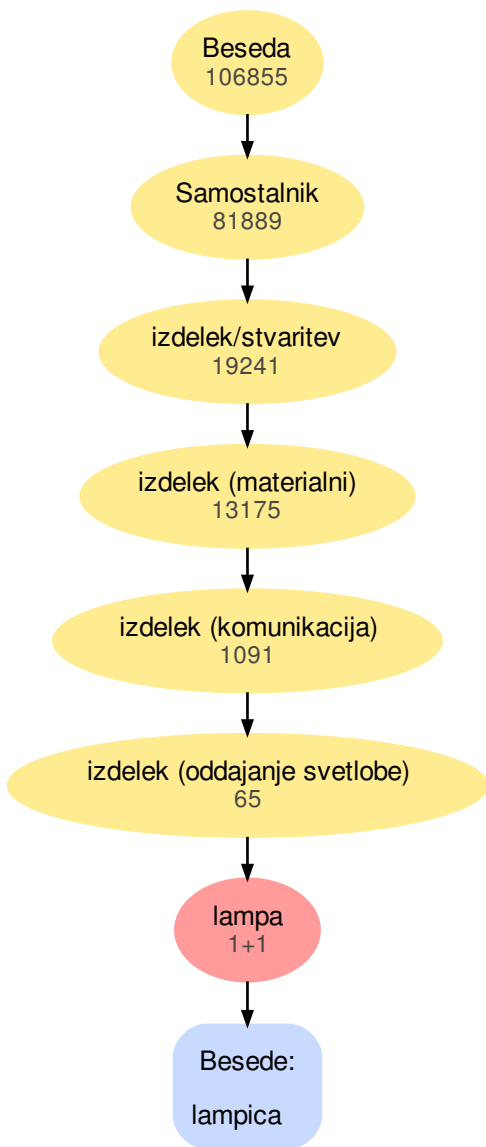 Beseda
106855
Samostalnik
81889
izdelek/stvaritev
19241
izdelek (materialni)
13175
izdelek (komunikacija)
1091
izdelek (oddajanje svetlobe)
65
lampa
1+1
Besede:
lampica